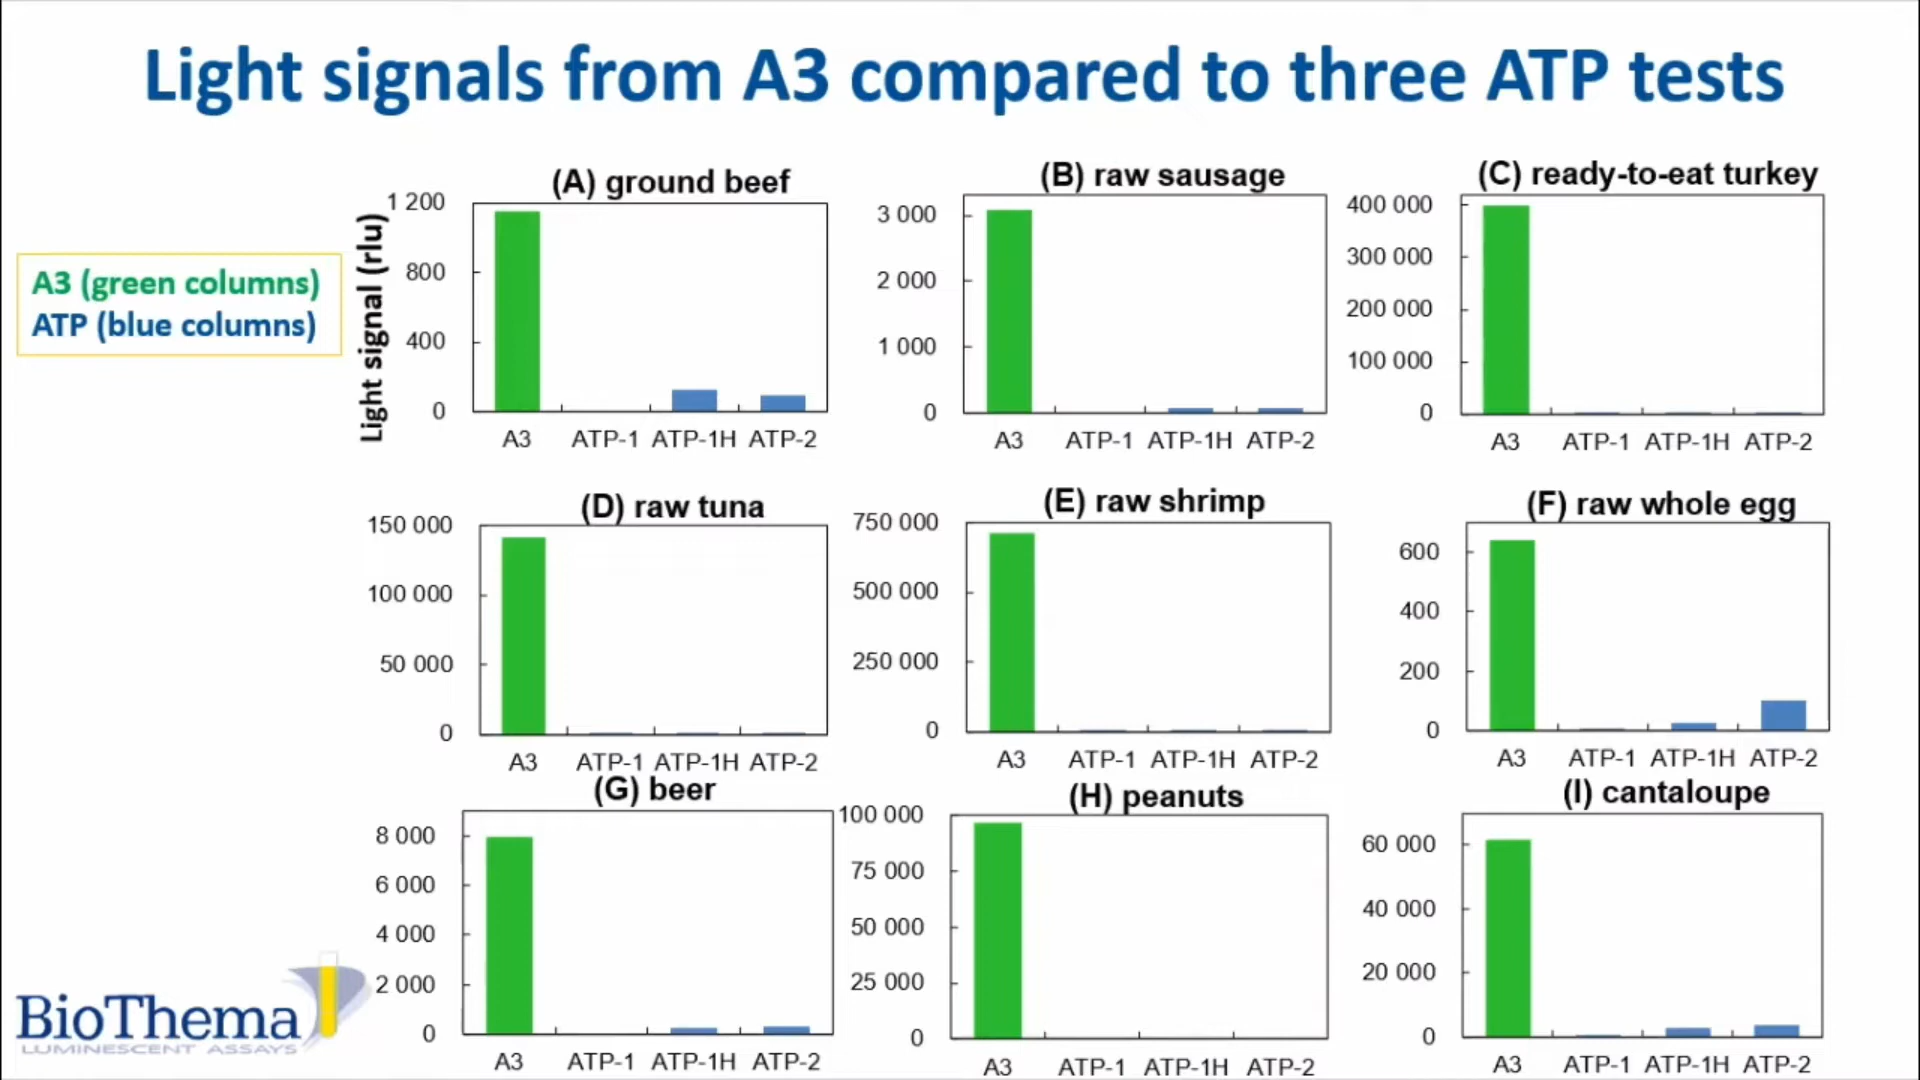 Light signals from A3 compared to three ATP tests
A3 (green columns)
ATP (blue columns)
Light signal (rlu)
(A) ground beef
1 200
800
400
0
A3 ATP-1 ATP-1H ATP-2
(B) raw sausage
3 000
2 000
1 000
0
A3 ATP-1 ATP-1H ATP-2
(C) ready-to-eat turkey
400 000
300 000
200 000
100 000
0
A3 ATP-1 ATP-1H ATP-2
(D) raw tuna
150 000
100 000
50 000
0
A3 ATP-1 ATP-1H ATP-2
(E) raw shrimp
750 000
500 000
250 000
0
A3 ATP-1 ATP-1H ATP-2
(F) raw whole egg
600
400
200
0
A3 ATP-1 ATP-1H ATP-2
(G) beer
8 000
6 000
4 000
2 000
0
A3 ATP-1 ATP-1H ATP-2
(H) peanuts
100 000
75 000
50 000
25 000
0
A3 ATP-1 ATP-1H ATP-2
(I) cantaloupe
60 000
40 000
20 000
0
A3 ATP-1 ATP-1H ATP-2
BioThema
LUMINESCENT ASSAYS